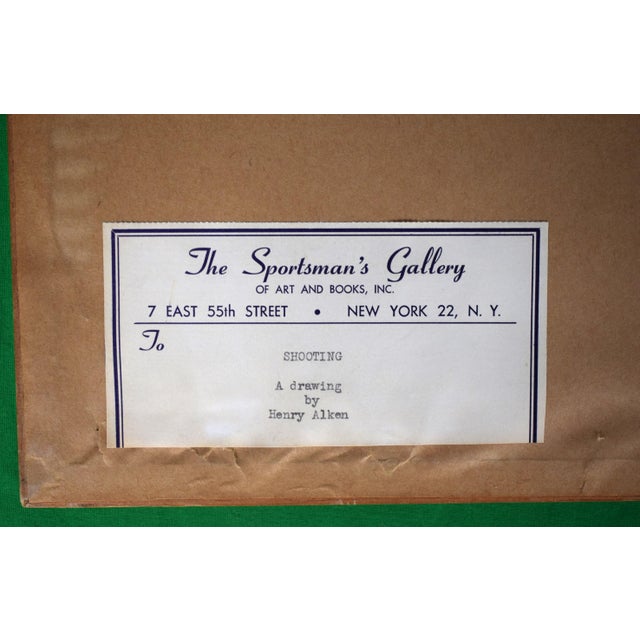 The Sportsman's Gallery
OF ART AND BOOKS, INC.
7 EAST 55th STREET • NEW YORK 22, N. Y.
To
SHOOTING
A drawing
by
Henry Alken